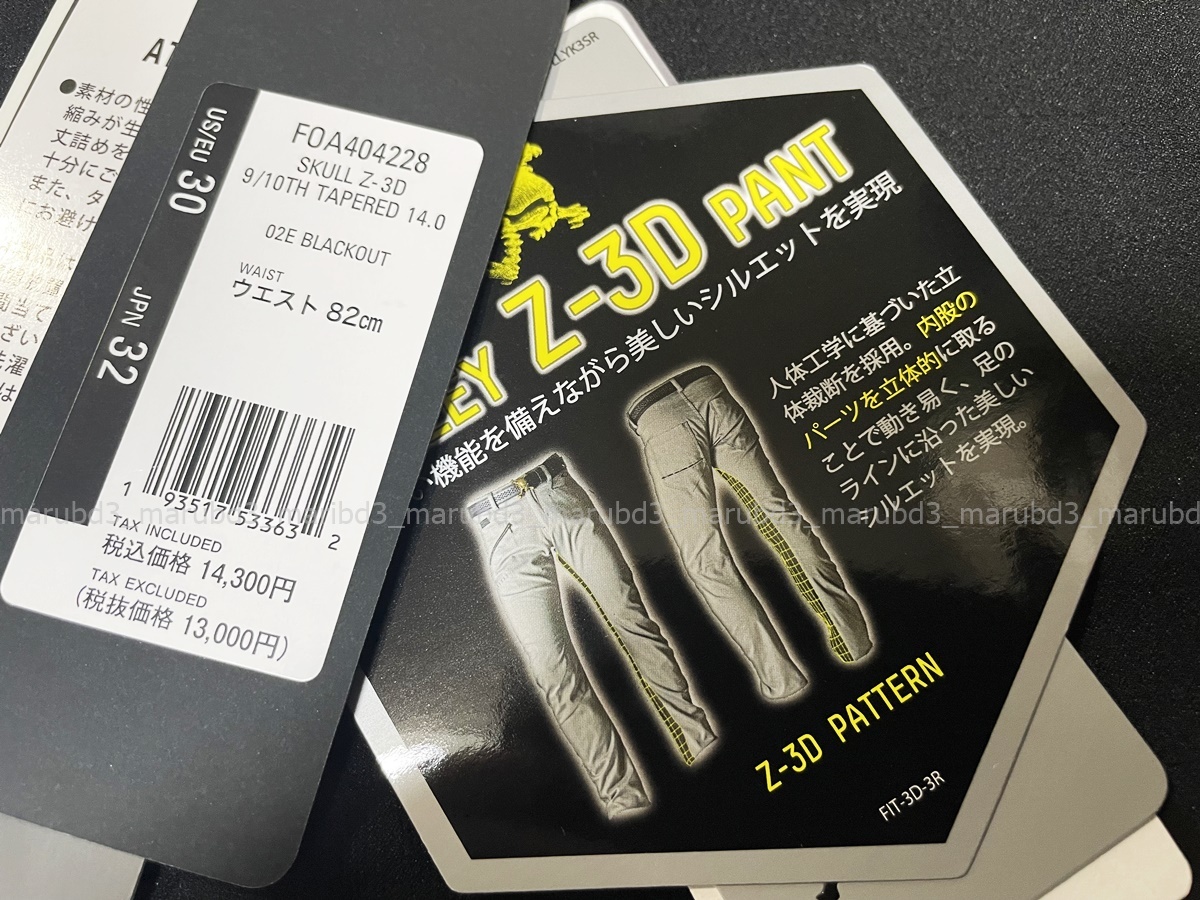 ●素材の性
縮みが生
丈詰めを
十分にご
また、タ
にお避け
US/EU 30
JPN 32
FOA404228
SKULL Z-3D
9/10TH TAPERED 14.0
02E BLACKOUT
WAIST
ウエスト 82cm
1 93517 53363 2
TAX INCLUDED
税込価格 14,300円
TAX EXCLUDED
(税抜価格 13,000円)
LLYK3SR
LEY Z-3D PANT
機能を備えながら美しいシルエットを実現
人体工学に基づいた立
体裁断を採用。内股の
パーツを立体的に取る
ことで動き易く、足の
ラインに沿った美しい
シルエットを実現。
Z-3D PATTERN
FIT-3D-3R
marubd3_marubd3_marubd3_marubd3_marubd3_marubd